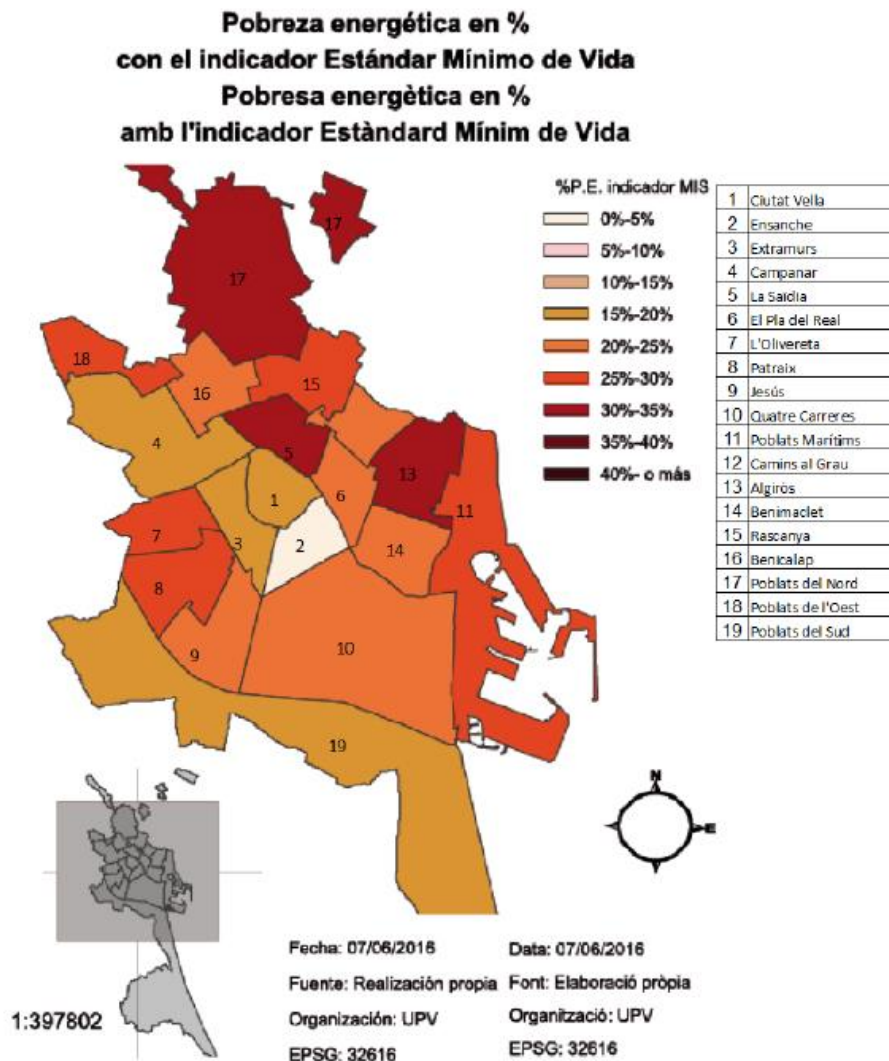 Pobreza energética en %
con el indicador Estándar Mínimo de Vida
Pobresa energètica en %
amb l'indicador Estàndard Mínim de Vida
%P.E. indicador MIS
0%-5%
5%-10%
10%-15%
15%-20%
20%-25%
25%-30%
30%-35%
35%-40%
40%- o más
1 Ciutat Vella
2 Ensanche
3 Extramurs
4 Campanar
5 La Saïdia
6 El Pla del Real
7 L'Olivereta
8 Patraix
9 Jesús
10 Quatre Carreres
11 Poblats Marítims
12 Camins al Grau
13 Algirós
14 Benimaclet
15 Rascanya
16 Benicalap
17 Poblats del Nord
18 Poblats de l'Oest
19 Poblats del Sud
17
17
18
16
15
4
5
13
1
6
11
7
3
2
14
8
9
10
19
N
E
1:397802
Fecha: 07/06/2016
Fuente: Realización propia
Organización: UPV
EPSG: 32616
Data: 07/06/2016
Font: Elaboració pròpia
Organització: UPV
EPSG: 32616